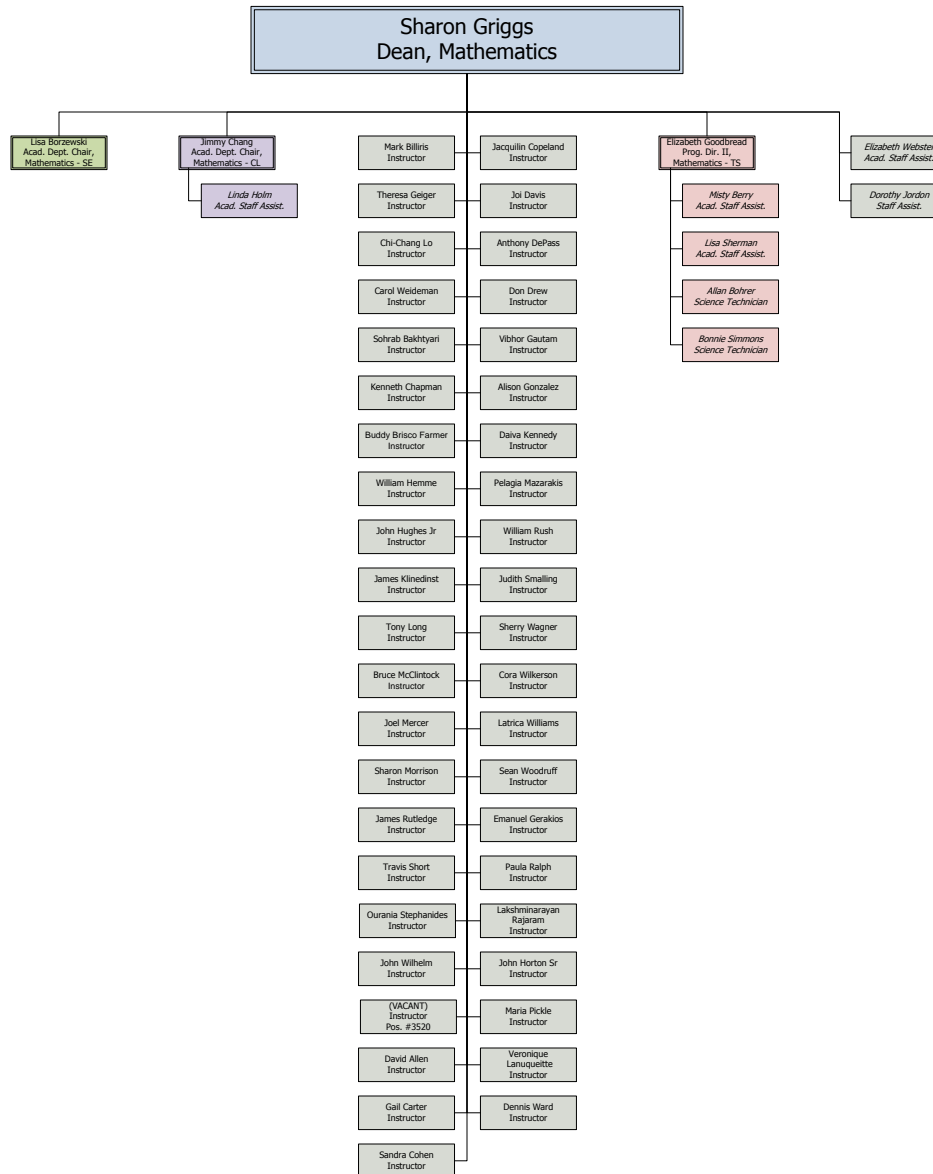 Sharon Griggs
Dean, Mathematics
Lisa Borzewski
Acad. Dept. Chair,
Mathematics - SE
Jimmy Chang
Acad. Dept. Chair,
Mathematics - CL
Linda Holm
Acad. Staff Assist.
Mark Billiris
Instructor
Jacquilin Copeland
Instructor
Theresa Geiger
Instructor
Joi Davis
Instructor
Chi-Chang Lo
Instructor
Anthony DePass
Instructor
Carol Weideman
Instructor
Don Drew
Instructor
Sohrab Bakhtyari
Instructor
Vibhor Gautam
Instructor
Kenneth Chapman
Instructor
Alison Gonzalez
Instructor
Buddy Brisco Farmer
Instructor
Daiva Kennedy
Instructor
William Hemme
Instructor
Pelagia Mazarakis
Instructor
John Hughes Jr
Instructor
William Rush
Instructor
James Klinedinst
Instructor
Judith Smalling
Instructor
Tony Long
Instructor
Sherry Wagner
Instructor
Bruce McClintock
Instructor
Cora Wilkerson
Instructor
Joel Mercer
Instructor
Latrica Williams
Instructor
Sharon Morrison
Instructor
Sean Woodruff
Instructor
James Rutledge
Instructor
Emanuel Gerakios
Instructor
Travis Short
Instructor
Paula Ralph
Instructor
Ourania Stephanides
Instructor
Lakshminarayan
Rajaram
Instructor
John Wilhelm
Instructor
John Horton Sr
Instructor
(VACANT)
Instructor
Pos. #3520
Maria Pickle
Instructor
David Allen
Instructor
Veronique
Lanuqueitte
Instructor
Gail Carter
Instructor
Dennis Ward
Instructor
Sandra Cohen
Instructor
Elizabeth Goodbread
Prog. Dir. II,
Mathematics - TS
Misty Berry
Acad. Staff Assist.
Lisa Sherman
Acad. Staff Assist.
Allan Bohrer
Science Technician
Bonnie Simmons
Science Technician
Elizabeth Webster
Acad. Staff Assist.
Dorothy Jordon
Staff Assist.